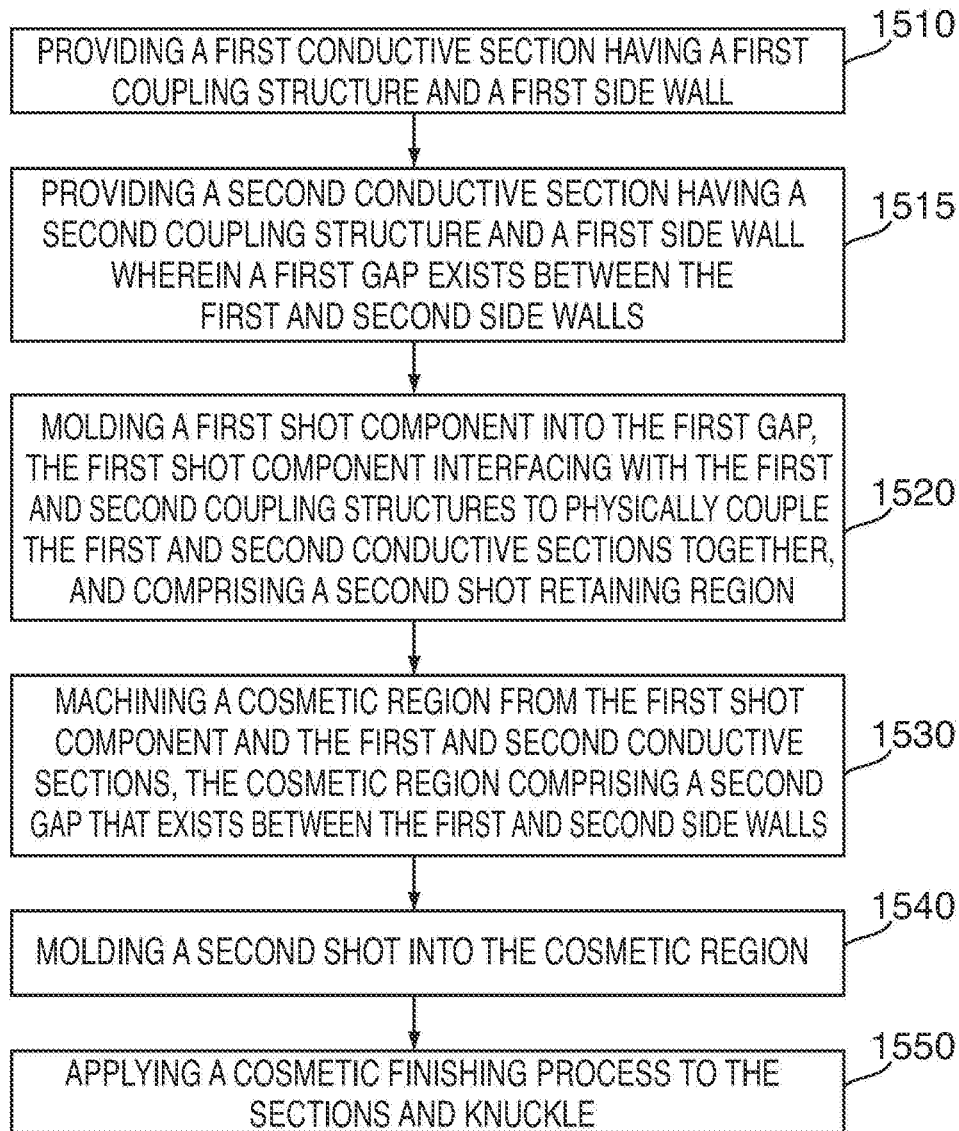 1510
PROVIDING A FIRST CONDUCTIVE SECTION HAVING A FIRST
COUPLING STRUCTURE AND A FIRST SIDE WALL
1515
PROVIDING A SECOND CONDUCTIVE SECTION HAVING A
SECOND COUPLING STRUCTURE AND A FIRST SIDE WALL
WHEREIN A FIRST GAP EXISTS BETWEEN THE
FIRST AND SECOND SIDE WALLS
1520
MOLDING A FIRST SHOT COMPONENT INTO THE FIRST GAP,
THE FIRST SHOT COMPONENT INTERFACING WITH THE FIRST
AND SECOND COUPLING STRUCTURES TO PHYSICALLY COUPLE
THE FIRST AND SECOND CONDUCTIVE SECTIONS TOGETHER,
AND COMPRISING A SECOND SHOT RETAINING REGION
1530
MACHINING A COSMETIC REGION FROM THE FIRST SHOT
COMPONENT AND THE FIRST AND SECOND CONDUCTIVE
SECTIONS, THE COSMETIC REGION COMPRISING A SECOND
GAP THAT EXISTS BETWEEN THE FIRST AND SECOND SIDE WALLS
1540
MOLDING A SECOND SHOT INTO THE COSMETIC REGION
1550
APPLYING A COSMETIC FINISHING PROCESS TO THE
SECTIONS AND KNUCKLE